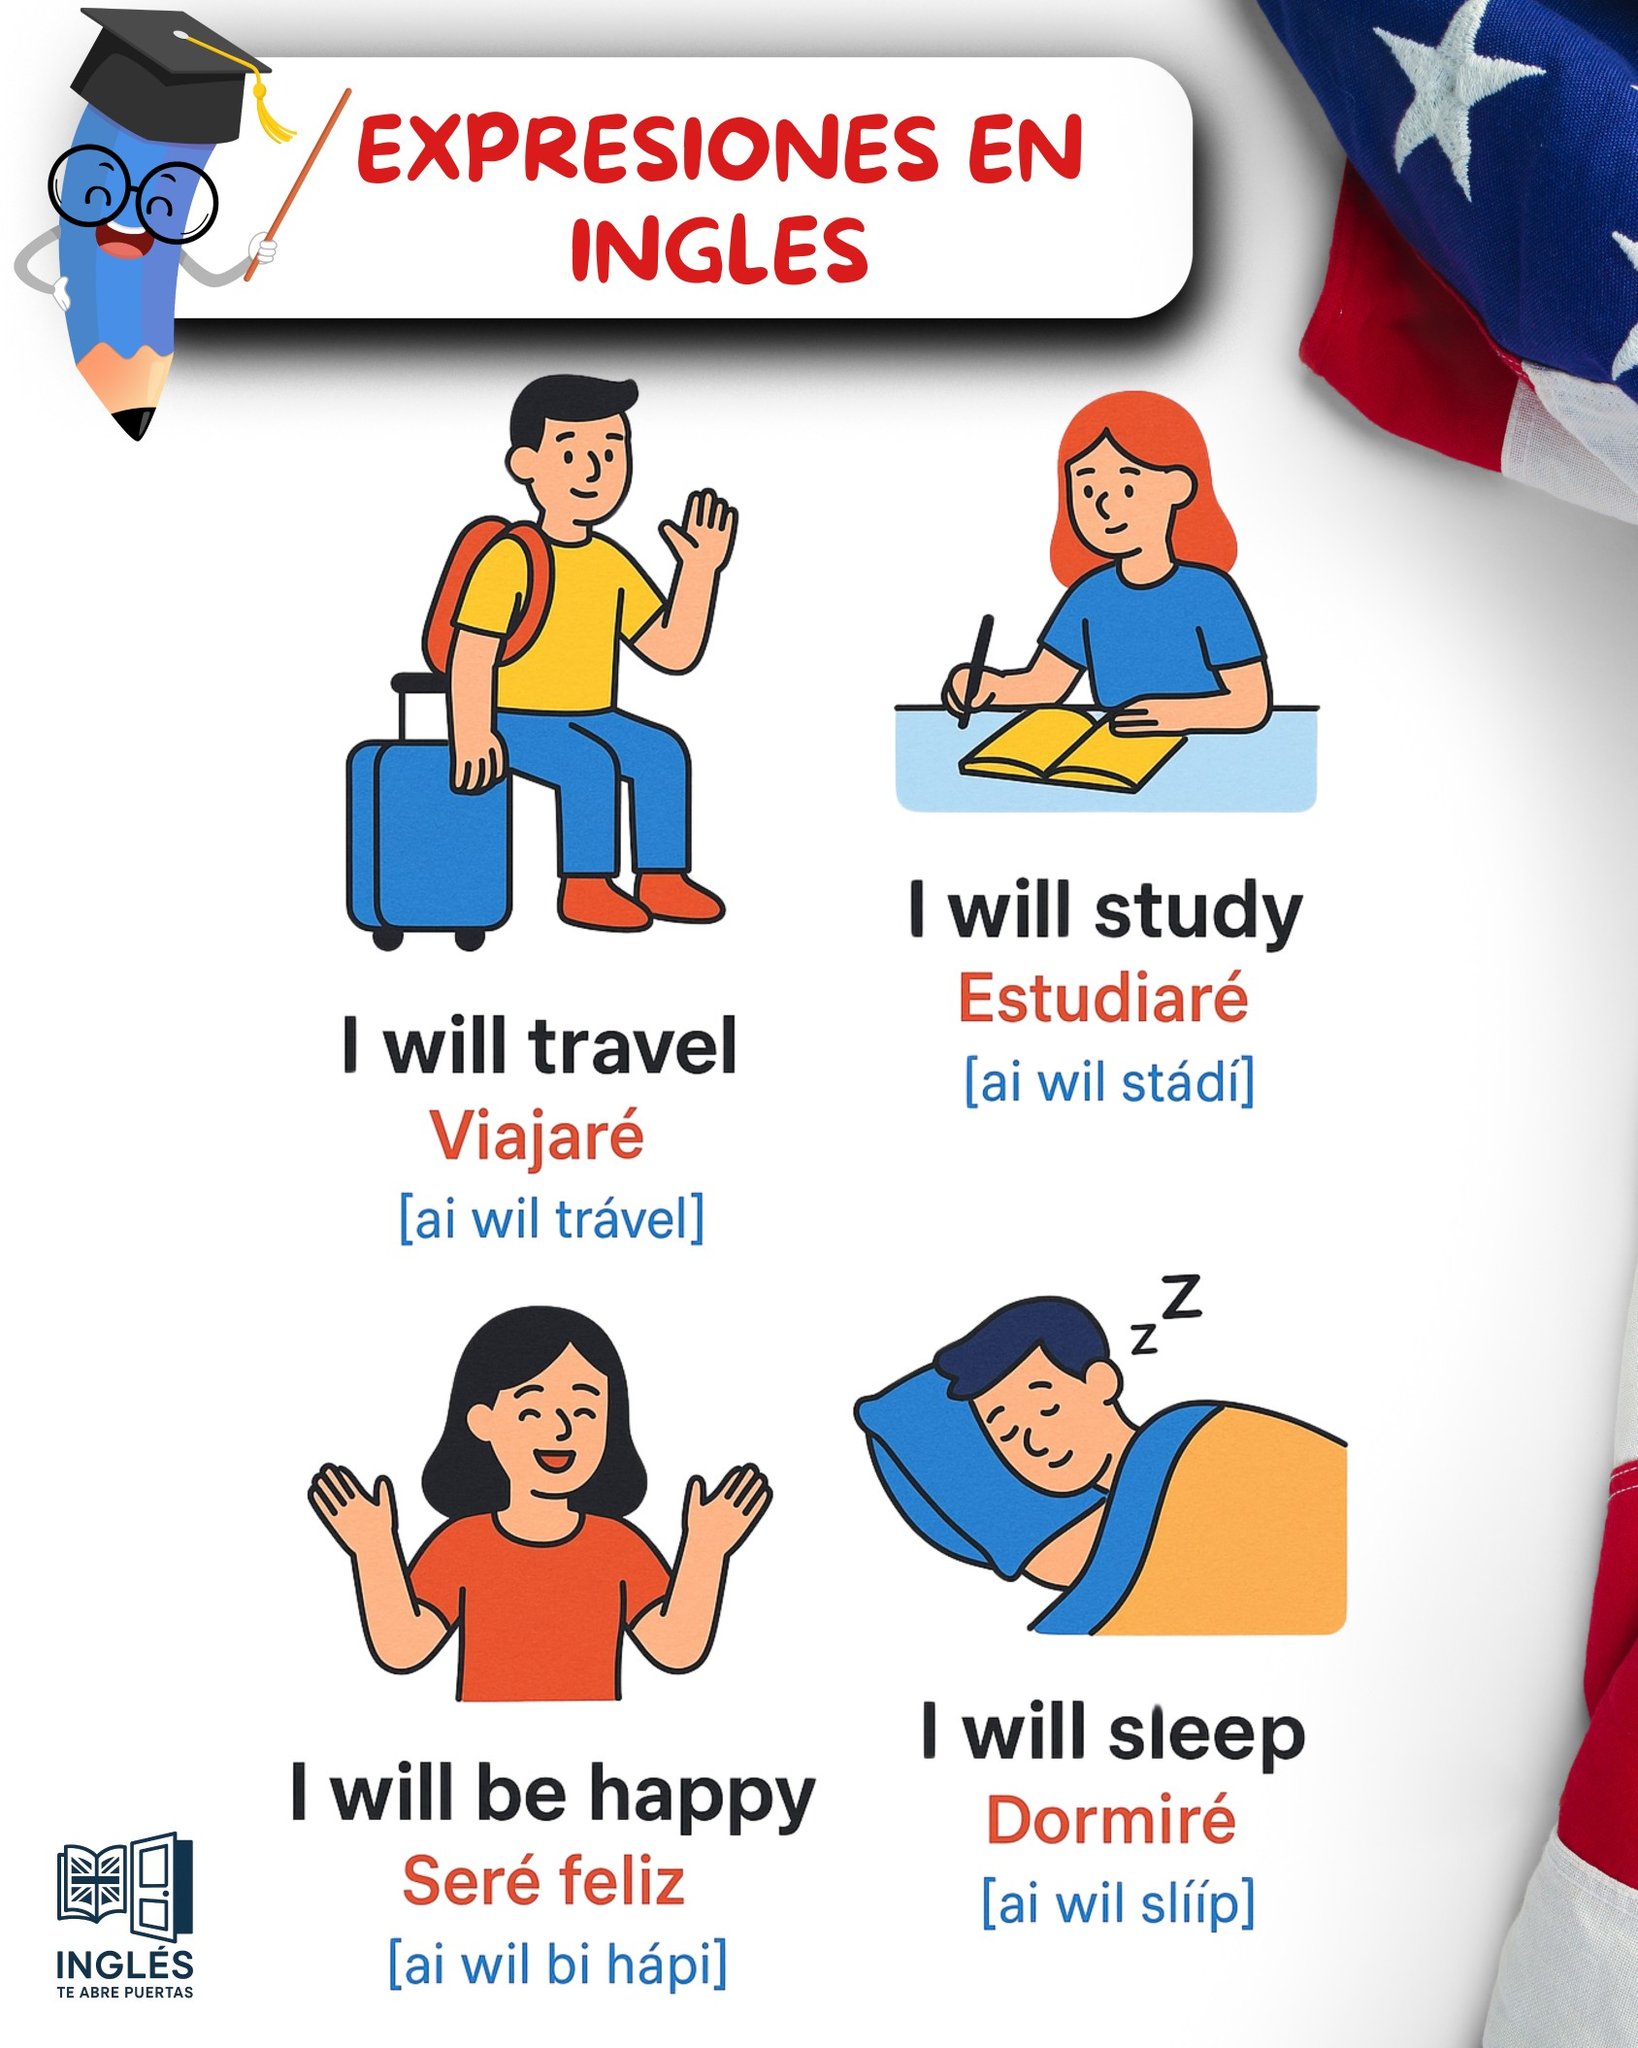 EXPRESIONES EN
INGLES
I will travel
Viajaré
[ai wil trável]
I will study
Estudiaré
[ai wil stádí]
I will be happy
Seré feliz
[ai wil bi hápi]
z Z
I will sleep
Dormiré
[ai wil slííp]
INGLÉS
TE ABRE PUERTAS